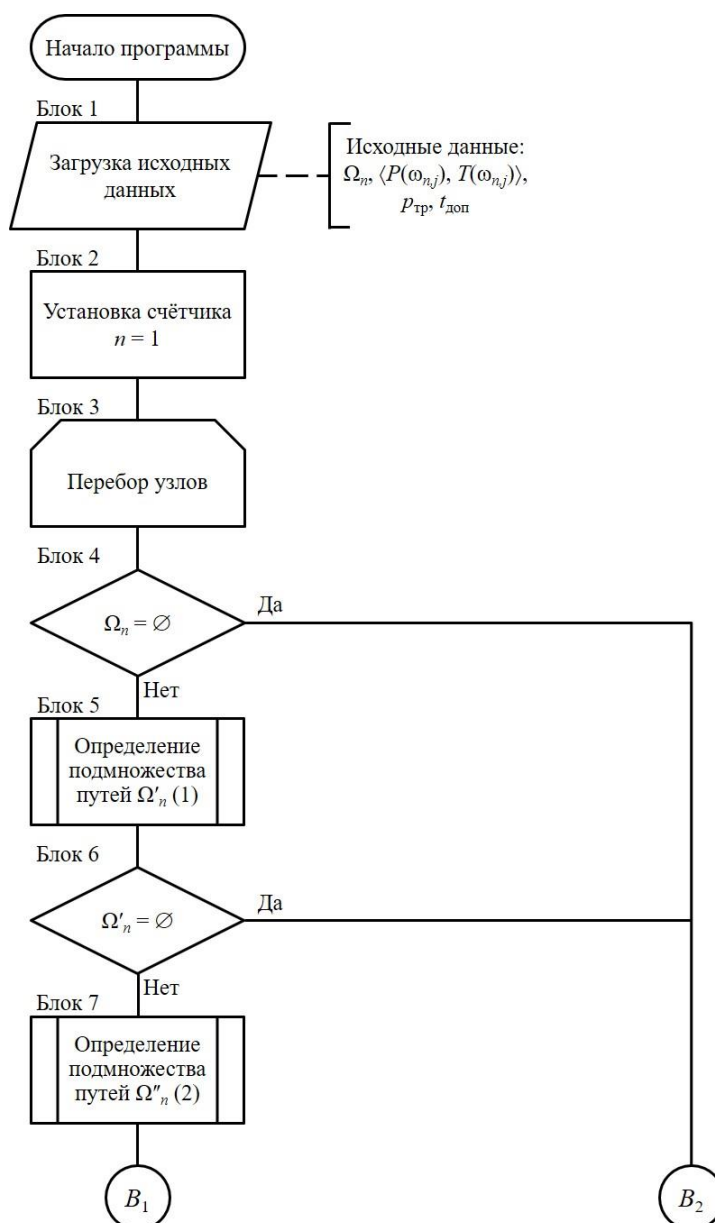 Начало программы
Блок 1
Загрузка исходных
данных
Исходные данные:
Ωn, ⟨P(ωn,j), T(ωn,j)⟩,
pтр, tдоп
Блок 2
Установка счётчика
n = 1
Блок 3
Перебор узлов
Блок 4
Ωn = ∅
Да
Нет
Блок 5
Определение
подмножества
путей Ω′n (1)
Блок 6
Ω′n = ∅
Да
Нет
Блок 7
Определение
подмножества
путей Ω″n (2)
B1
B2